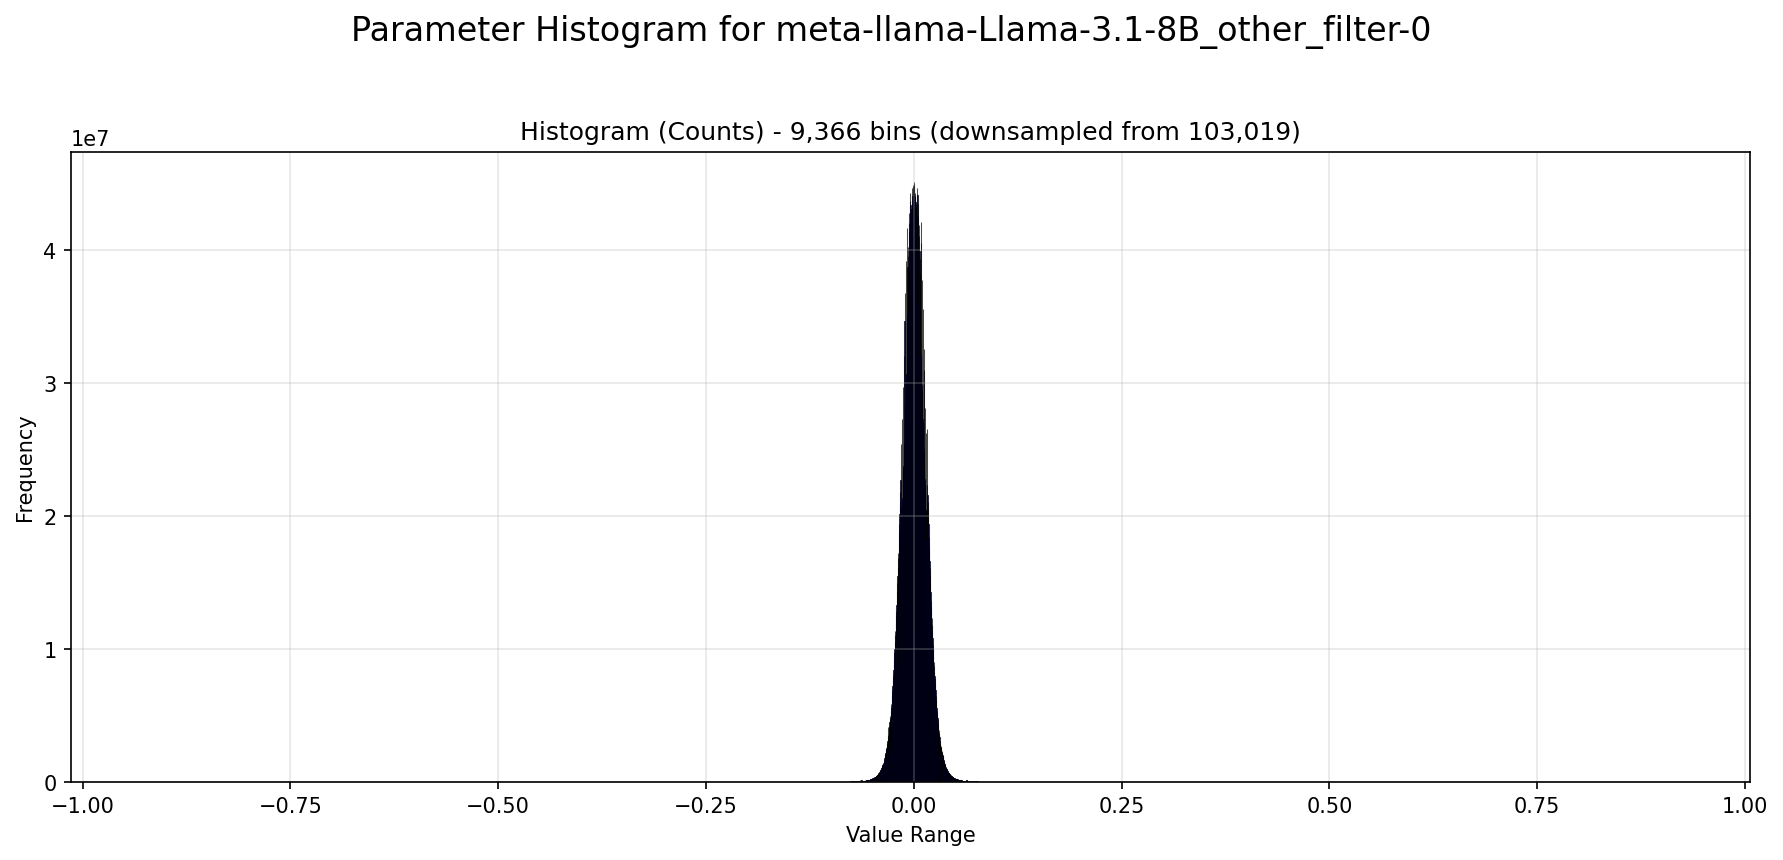 Parameter Histogram for meta-llama-Llama-3.1-8B_other_filter-0
Histogram (Counts) - 9,366 bins (downsampled from 103,019)
1e7
4
3
2
1
0
Frequency
−1.00 −0.75 −0.50 −0.25 0.00 0.25 0.50 0.75 1.00
Value Range